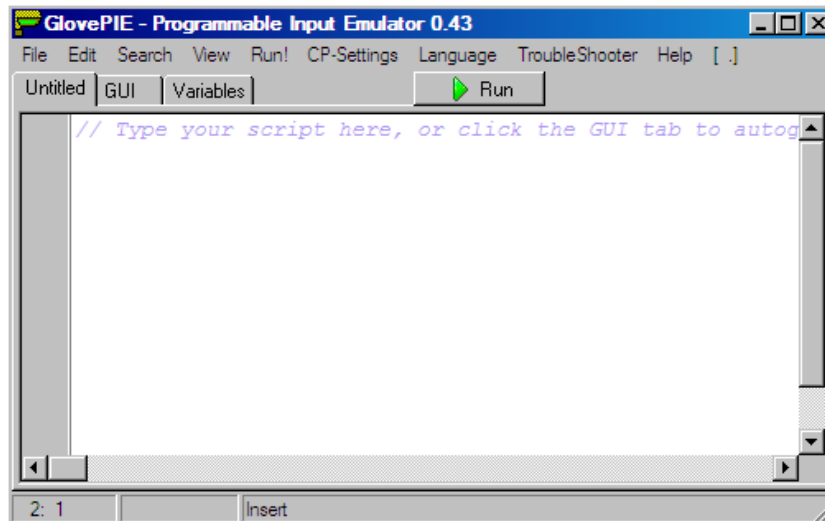 GlovePIE - Programmable Input Emulator 0.43
File Edit Search View Run! CP-Settings Language TroubleShooter Help [ .]
Untitled GUI Variables Run
// Type your script here, or click the GUI tab to autog
2: 1 Insert